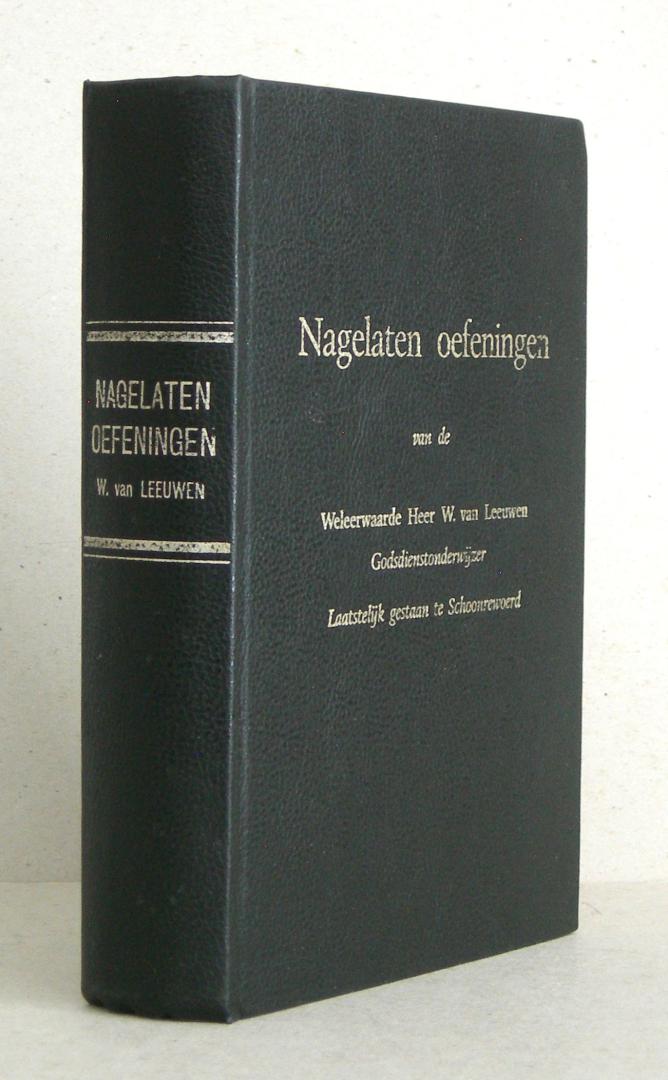 NAGELATEN
OEFENINGEN
W. van LEEUWEN
Nagelaten oefeningen
van de
Weleerwaarde Heer W. van Leeuwen
Godsdienstonderwijzer
Laatstelijk gestaan te Schoonrewoerd